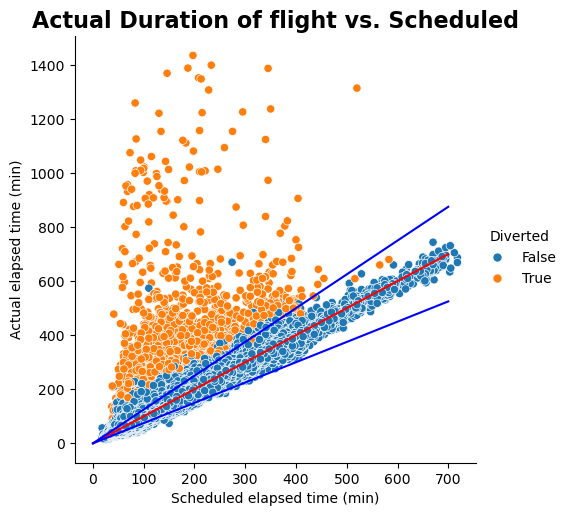 Actual Duration of flight vs. Scheduled
1400
1200
1000
800
600
400
200
0
Actual elapsed time (min)
0 100 200 300 400 500 600 700
Scheduled elapsed time (min)
Diverted
False
True